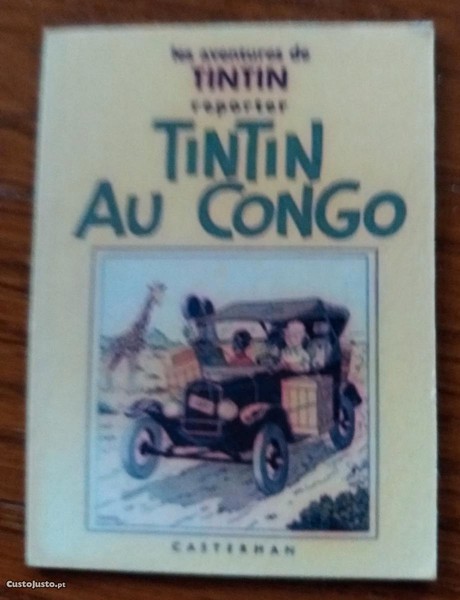 les aventures de
TINTIN
reporter
TINTIN
AU CONGO
CASTERMAN
CustoJusto.pt